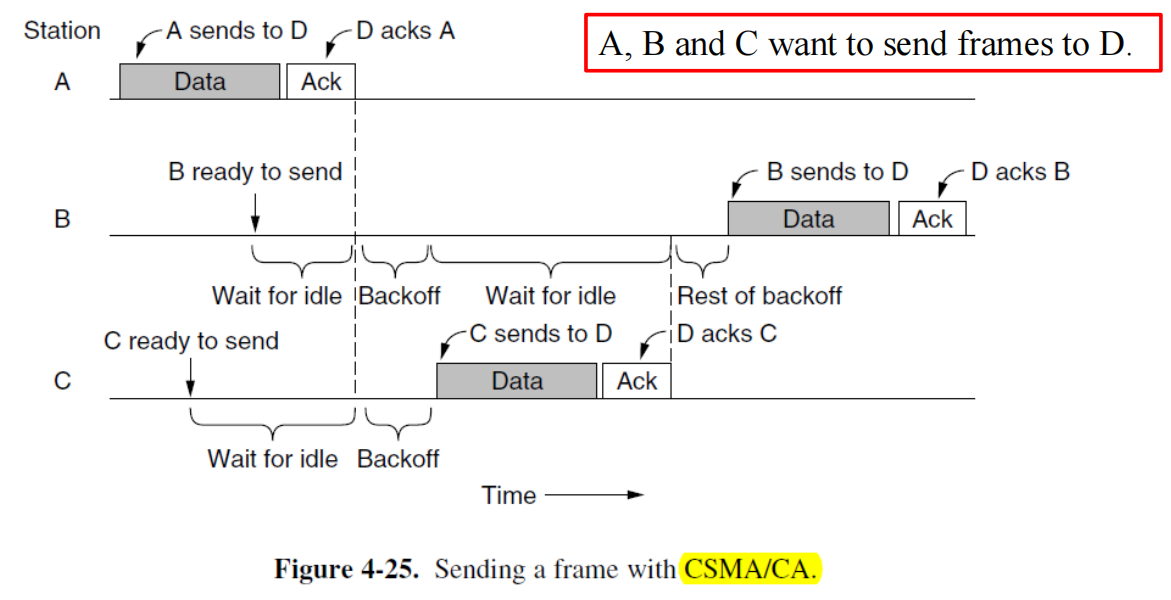 Station
A sends to D
D acks A
A, B and C want to send frames to D.
A
Data
Ack
B ready to send
B sends to D
D acks B
B
Data
Ack
Wait for idle
Backoff
Wait for idle
Rest of backoff
C ready to send
C sends to D
D acks C
C
Data
Ack
Wait for idle
Backoff
Time
Figure 4-25. Sending a frame with CSMA/CA.